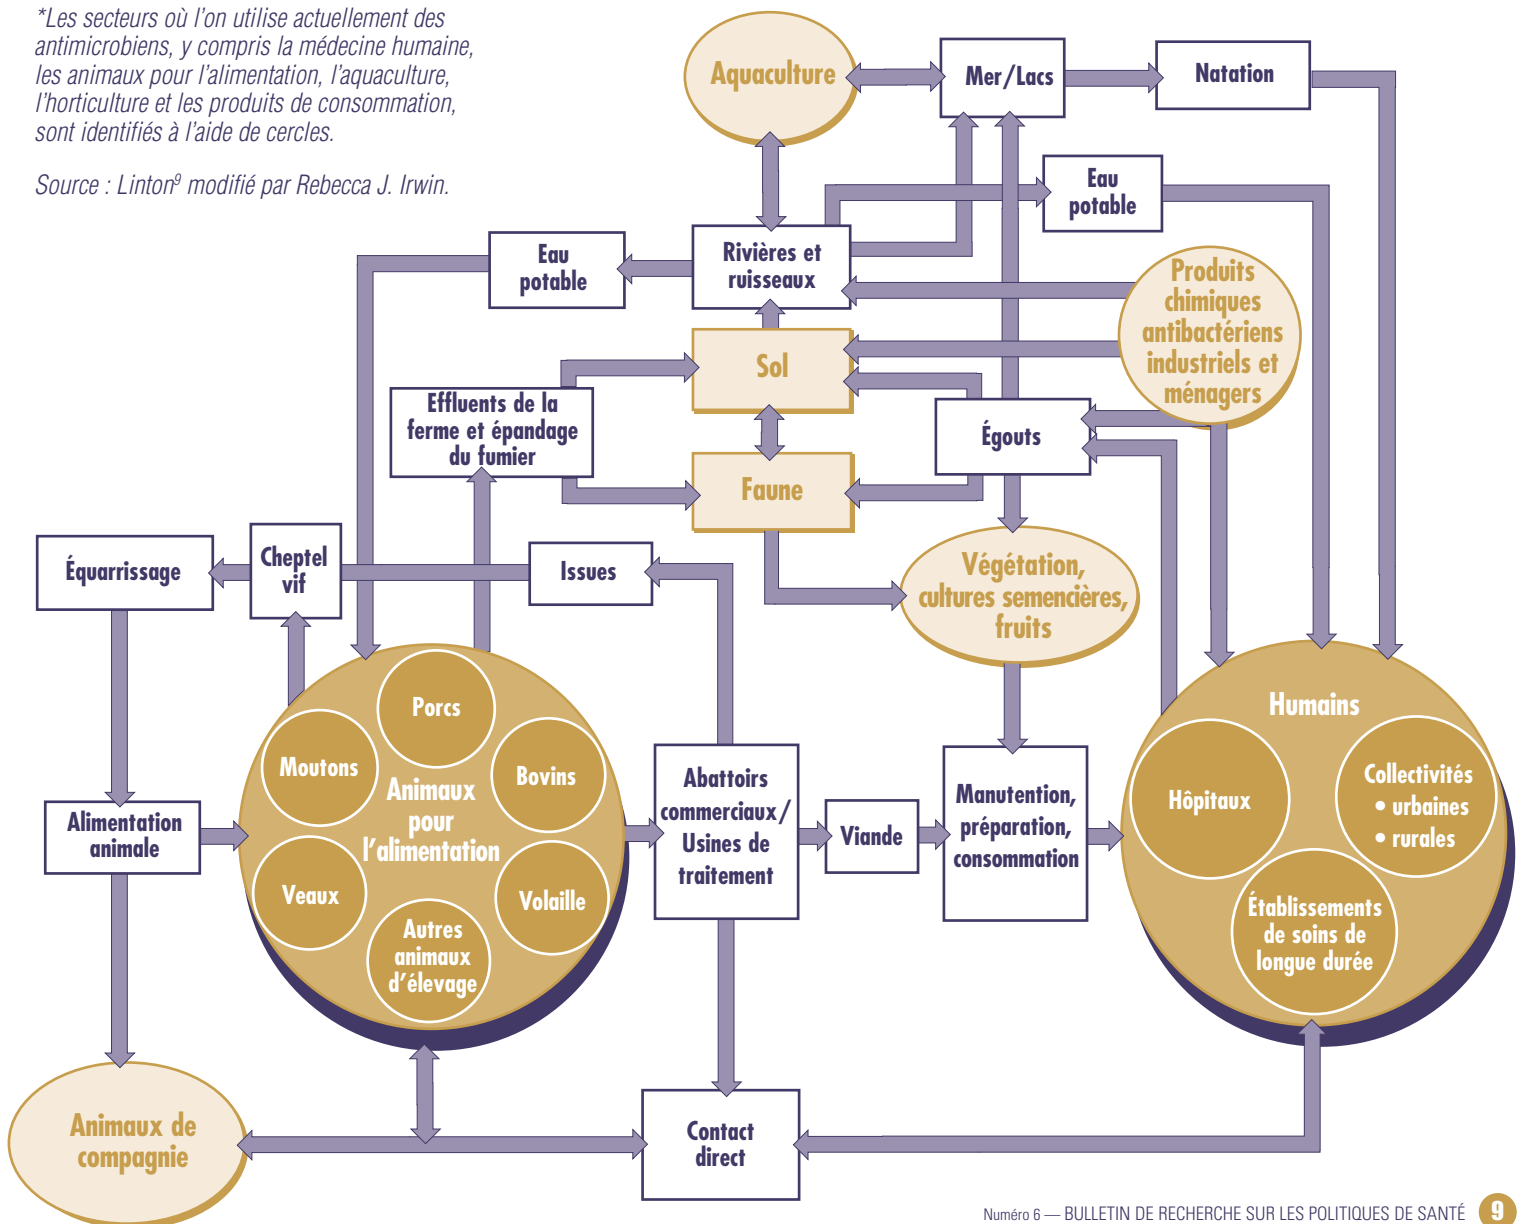 *Les secteurs où l'on utilise actuellement des
antimicrobiens, y compris la médecine humaine,
les animaux pour l'alimentation, l'aquaculture,
l'horticulture et les produits de consommation,
sont identifiés à l'aide de cercles.
Source : Linton⁹ modifié par Rebecca J. Irwin.
Aquaculture
Mer/Lacs
Natation
Eau
potable
Eau
potable
Rivières et
ruisseaux
Produits
chimiques
antibactériens
industriels et
ménagers
Sol
Effluents de la
ferme et épandage
du fumier
Égouts
Faune
Équarrissage
Cheptel
vif
Issues
Végétation,
cultures semencières,
fruits
Porcs
Moutons
Bovins
Animaux
pour
l'alimentation
Veaux
Volaille
Autres
animaux
d'élevage
Alimentation
animale
Abattoirs
commerciaux/
Usines de
traitement
Viande
Manutention,
préparation,
consommation
Humains
Hôpitaux
Collectivités
• urbaines
• rurales
Établissements
de soins de
longue durée
Animaux de
compagnie
Contact
direct
Numéro 6 — BULLETIN DE RECHERCHE SUR LES POLITIQUES DE SANTÉ 9